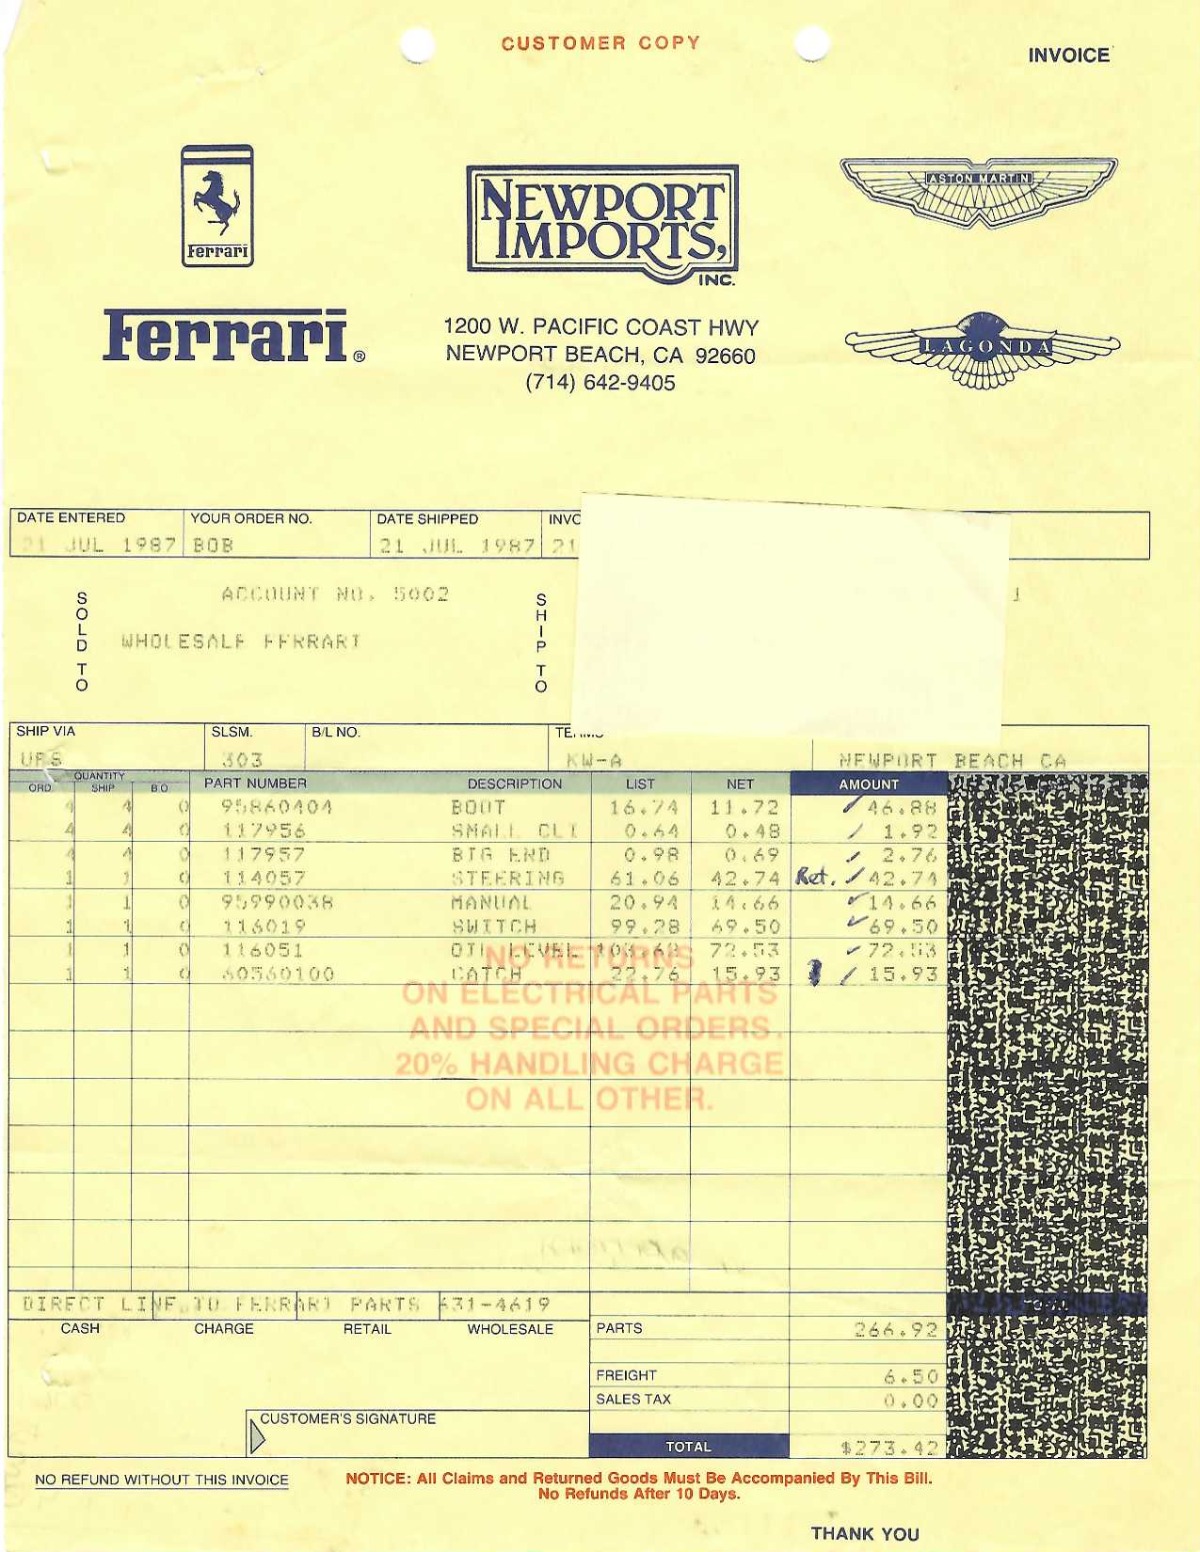 CUSTOMER COPY
INVOICE
Ferrari
NEWPORT IMPORTS, INC.
ASTON MARTIN
Ferrari®
1200 W. PACIFIC COAST HWY
NEWPORT BEACH, CA 92660
(714) 642-9405
LAGONDA
DATE ENTERED YOUR ORDER NO. DATE SHIPPED INVO
21 JUL 1987 BOB 21 JUL 1987 21
SOLD TO
ACCOUNT NO. 5002
WHOLESALE FERRARI
SHIP TO
SHIP VIA SLSM. B/L NO.
UPS 303 KW-A NEWPORT BEACH CA
QUANTITY
ORD. SHIP B.O. PART NUMBER DESCRIPTION LIST NET AMOUNT
4 4 0 95860404 BOOT 16.74 11.72 46.88
4 4 0 117956 SMALL CLI 0.64 0.48 1.92
4 4 0 117957 BIG END 0.98 0.69 2.76
1 1 0 114057 STEERING 61.06 42.74 Ret. 42.74
1 1 0 95990038 MANUAL 20.94 14.66 14.66
1 1 0 116019 SWITCH 99.28 69.50 69.50
1 1 0 116051 OIL LEVEL 103.62 72.53 72.53
1 1 0 60560100 CATCH 22.76 15.93 15.93
NO RETURNS
ON ELECTRICAL PARTS
AND SPECIAL ORDERS.
20% HANDLING CHARGE
ON ALL OTHER.
DIRECT LINE TO FERRARI PARTS 631-4619
CASH CHARGE RETAIL WHOLESALE
PARTS 266.92
FREIGHT 6.50
SALES TAX 0.00
CUSTOMER'S SIGNATURE
TOTAL $273.42
NO REFUND WITHOUT THIS INVOICE
NOTICE: All Claims and Returned Goods Must Be Accompanied By This Bill.
No Refunds After 10 Days.
THANK YOU